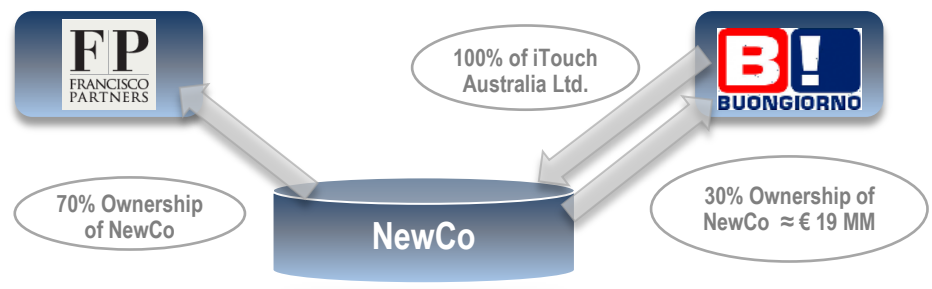 FP
FRANCISCO
PARTNERS
100% of iTouch
Australia Ltd.
B!
BUONGIORNO
70% Ownership
of NewCo
NewCo
30% Ownership of
NewCo ≈ € 19 MM